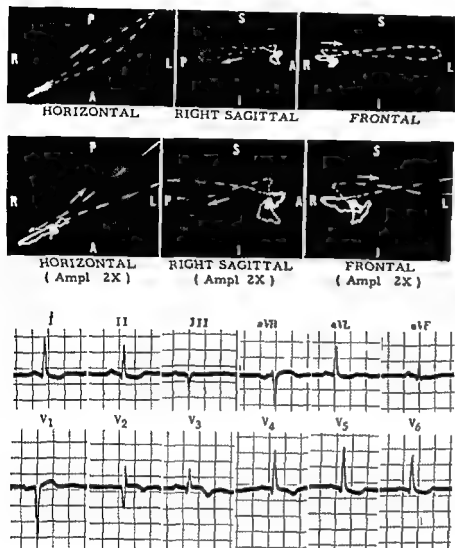 P S S
R L P A R L
A I I
HORIZONTAL RIGHT SAGITTAL FRONTAL
P S S
R L P A R L
A I I
HORIZONTAL RIGHT SAGITTAL FRONTAL
( Ampl 2X ) ( Ampl 2X ) ( Ampl 2X )
I II III aVR aVL aVF
V1 V2 V3 V4 V5 V6